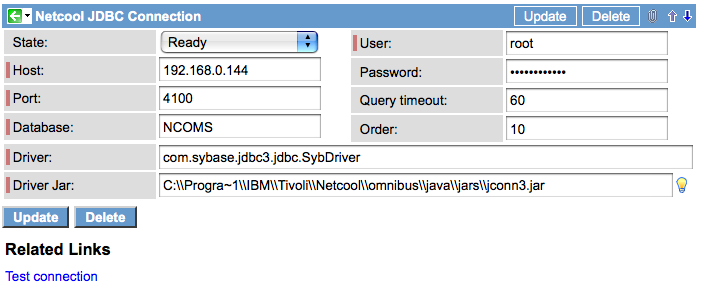 Netcool JDBC Connection Update Delete
State: Ready User: root
Host: 192.168.0.144 Password: ••••••••••••
Port: 4100 Query timeout: 60
Database: NCOMS Order: 10
Driver: com.sybase.jdbc3.jdbc.SybDriver
Driver Jar: C:\\Progra~1\\IBM\\Tivoli\\Netcool\\omnibus\\java\\jars\\jconn3.jar
Update Delete
Related Links
Test connection